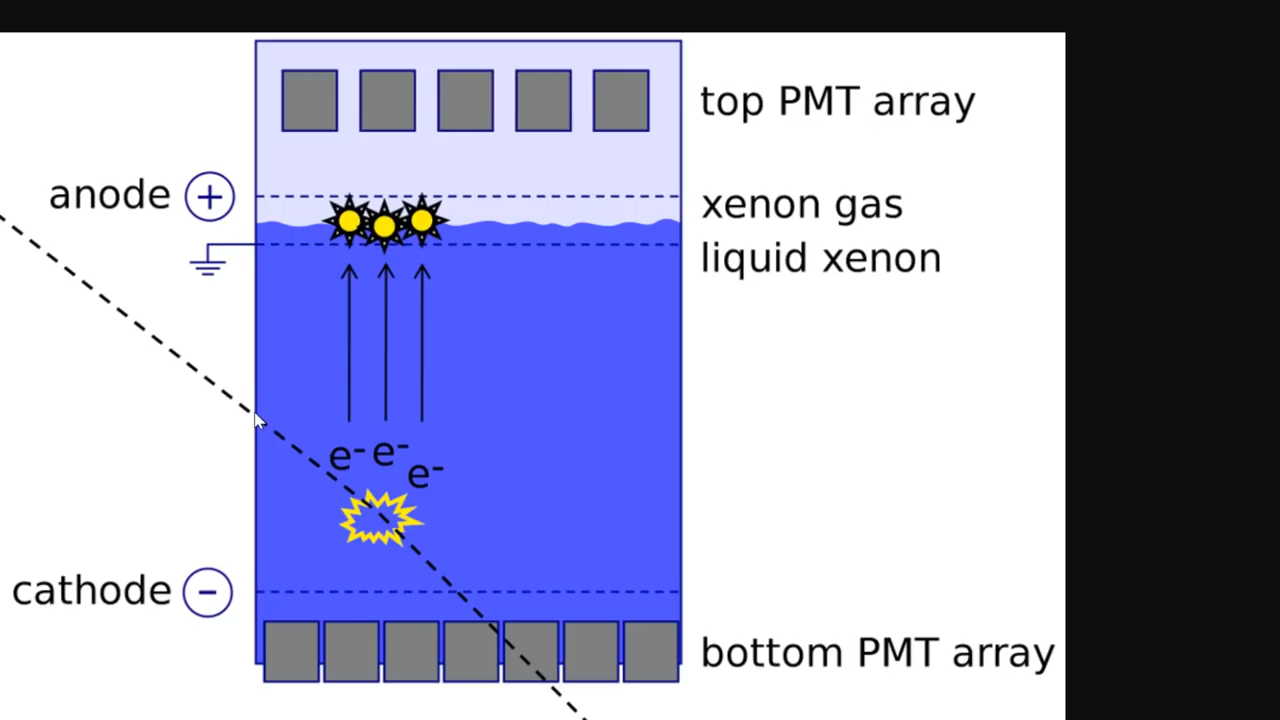 top PMT array
anode +
xenon gas
liquid xenon
e- e- e-
cathode -
bottom PMT array